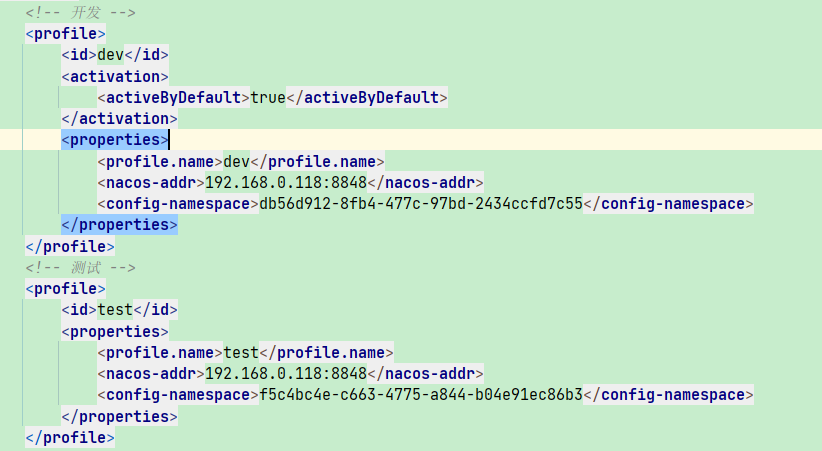 <!-- 开发 -->
<profile>
<id>dev</id>
<activation>
<activeByDefault>true</activeByDefault>
</activation>
<properties>
<profile.name>dev</profile.name>
<nacos-addr>192.168.0.118:8848</nacos-addr>
<config-namespace>db56d912-8fb4-477c-97bd-2434ccfd7c55</config-namespace>
</properties>
</profile>
<!-- 测试 -->
<profile>
<id>test</id>
<properties>
<profile.name>test</profile.name>
<nacos-addr>192.168.0.118:8848</nacos-addr>
<config-namespace>f5c4bc4e-c663-4775-a844-b04e91ec86b3</config-namespace>
</properties>
</profile>